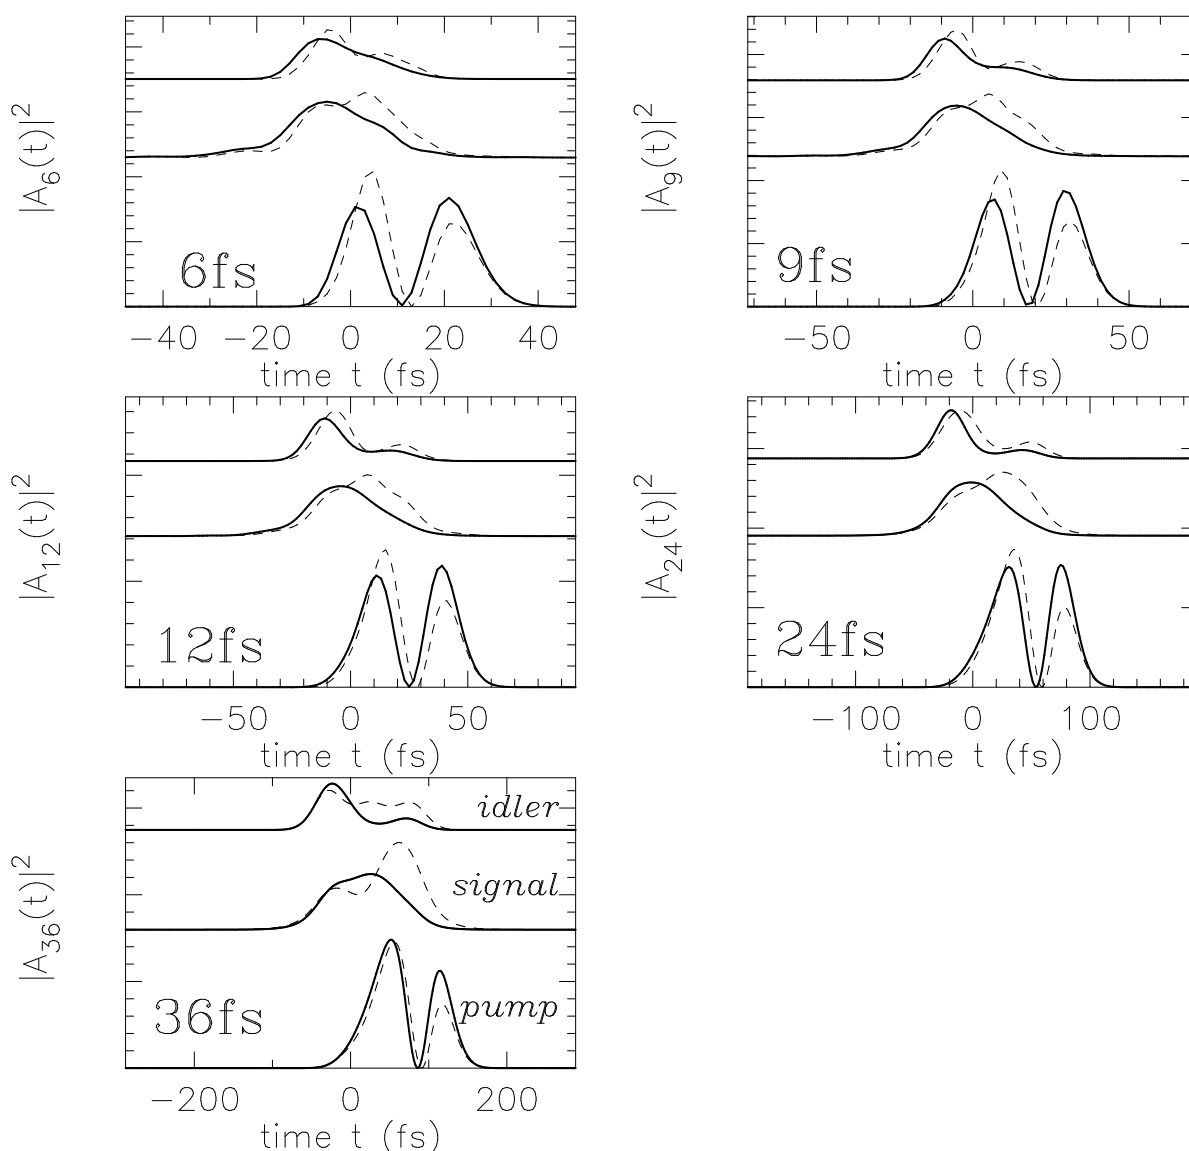 |A6(t)|2
6fs
−40 −20 0 20 40
time t (fs)
|A9(t)|2
9fs
−50 0 50
time t (fs)
|A12(t)|2
12fs
−50 0 50
time t (fs)
|A24(t)|2
24fs
−100 0 100
time t (fs)
|A36(t)|2
idler
signal
pump
36fs
−200 0 200
time t (fs)